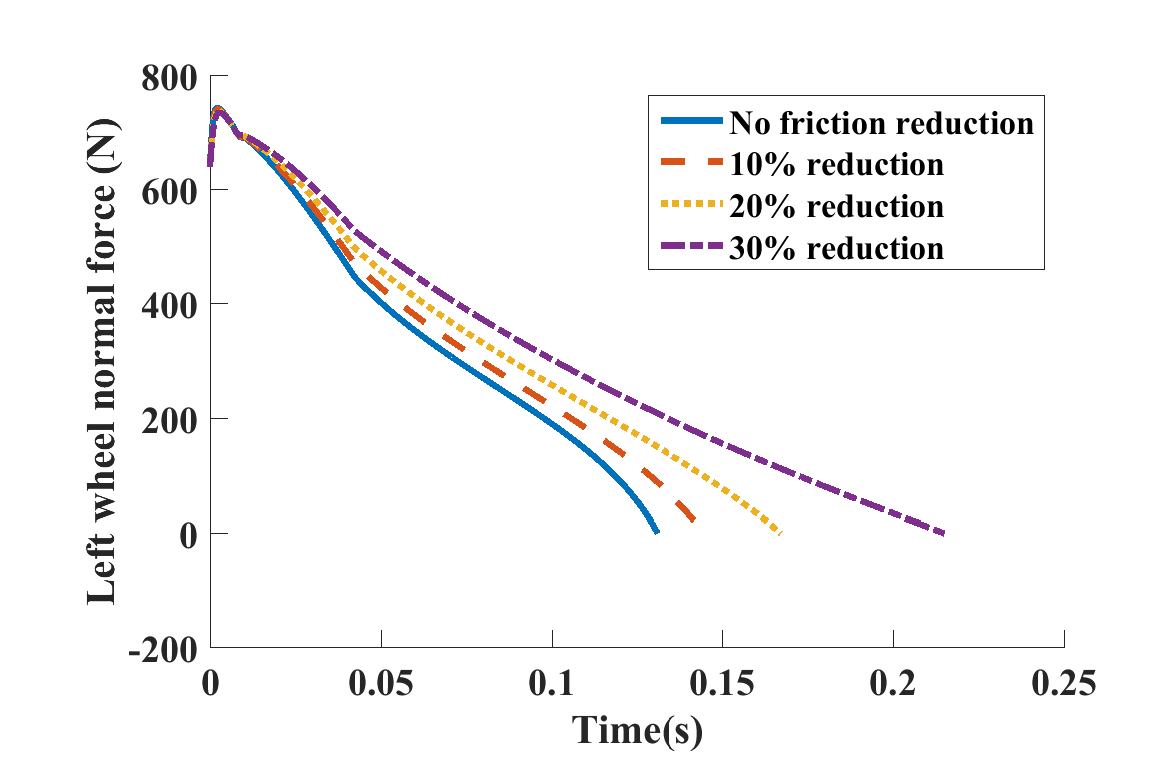 800
600
400
200
0
-200
Left wheel normal force (N)
No friction reduction
10% reduction
20% reduction
30% reduction
0 0.05 0.1 0.15 0.2 0.25
Time(s)